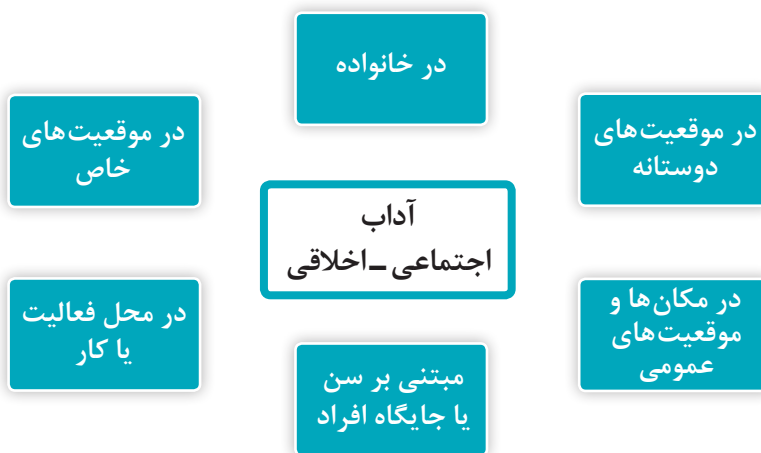 در خانواده
در موقعیت‌های
دوستانه
در موقعیت‌های
خاص
آداب
اجتماعی ـ اخلاقی
در مکان‌ها و
موقعیت‌های
عمومی
در محل فعالیت
یا کار
مبتنی بر سن
یا جایگاه افراد